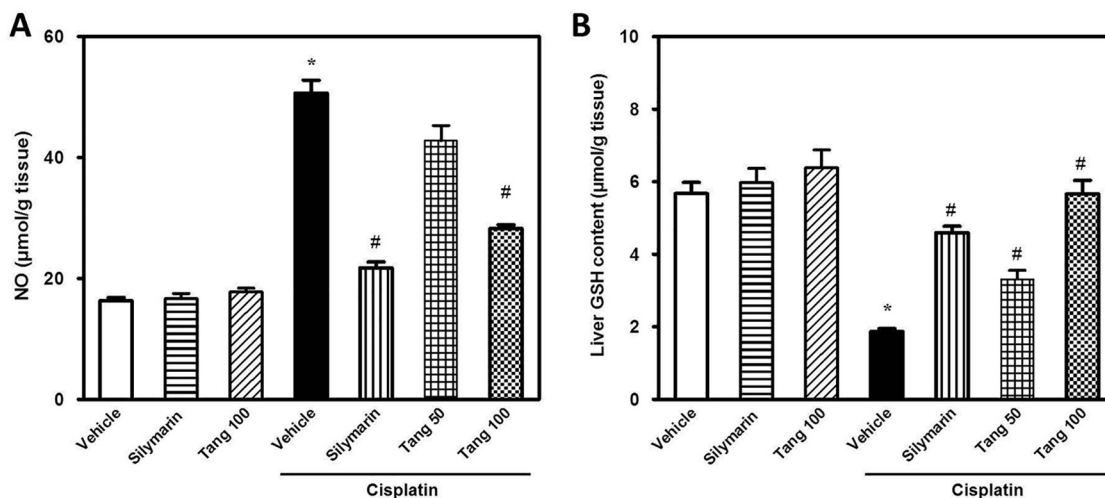 A
NO (µmol/g tissue)
60
40
20
0
*
#
#
Vehicle
Silymarin
Tang 100
Vehicle
Silymarin
Tang 50
Tang 100
Cisplatin
B
Liver GSH content (µmol/g tissue)
10
8
6
4
2
0
*
#
#
#
Vehicle
Silymarin
Tang 100
Vehicle
Silymarin
Tang 50
Tang 100
Cisplatin